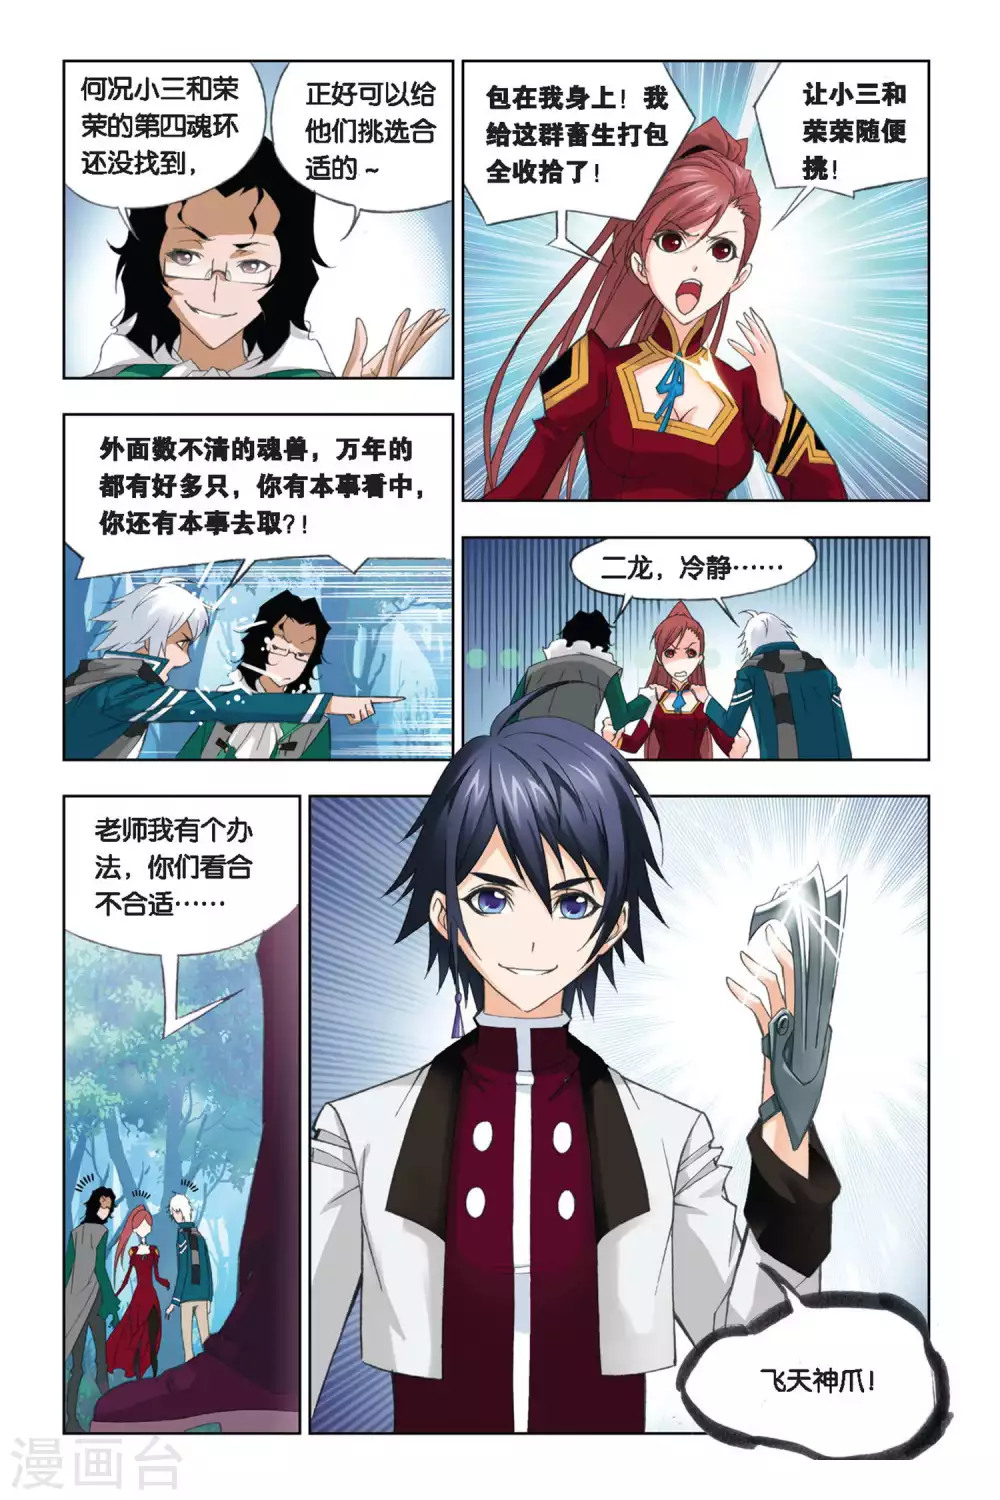 何况小三和荣
荣的第四魂环
还没找到，
正好可以给
他们挑选合
适的~
包在我身上！我
给这群畜生打包
全收拾了！
让小三和
荣荣随便
挑！
外面数不清的魂兽，万年的
都有好多只，你有本事看中，
你还有本事去取？！
二龙，冷静……
老师我有个办
法，你们看合
不合适……
飞天神爪！
漫画台